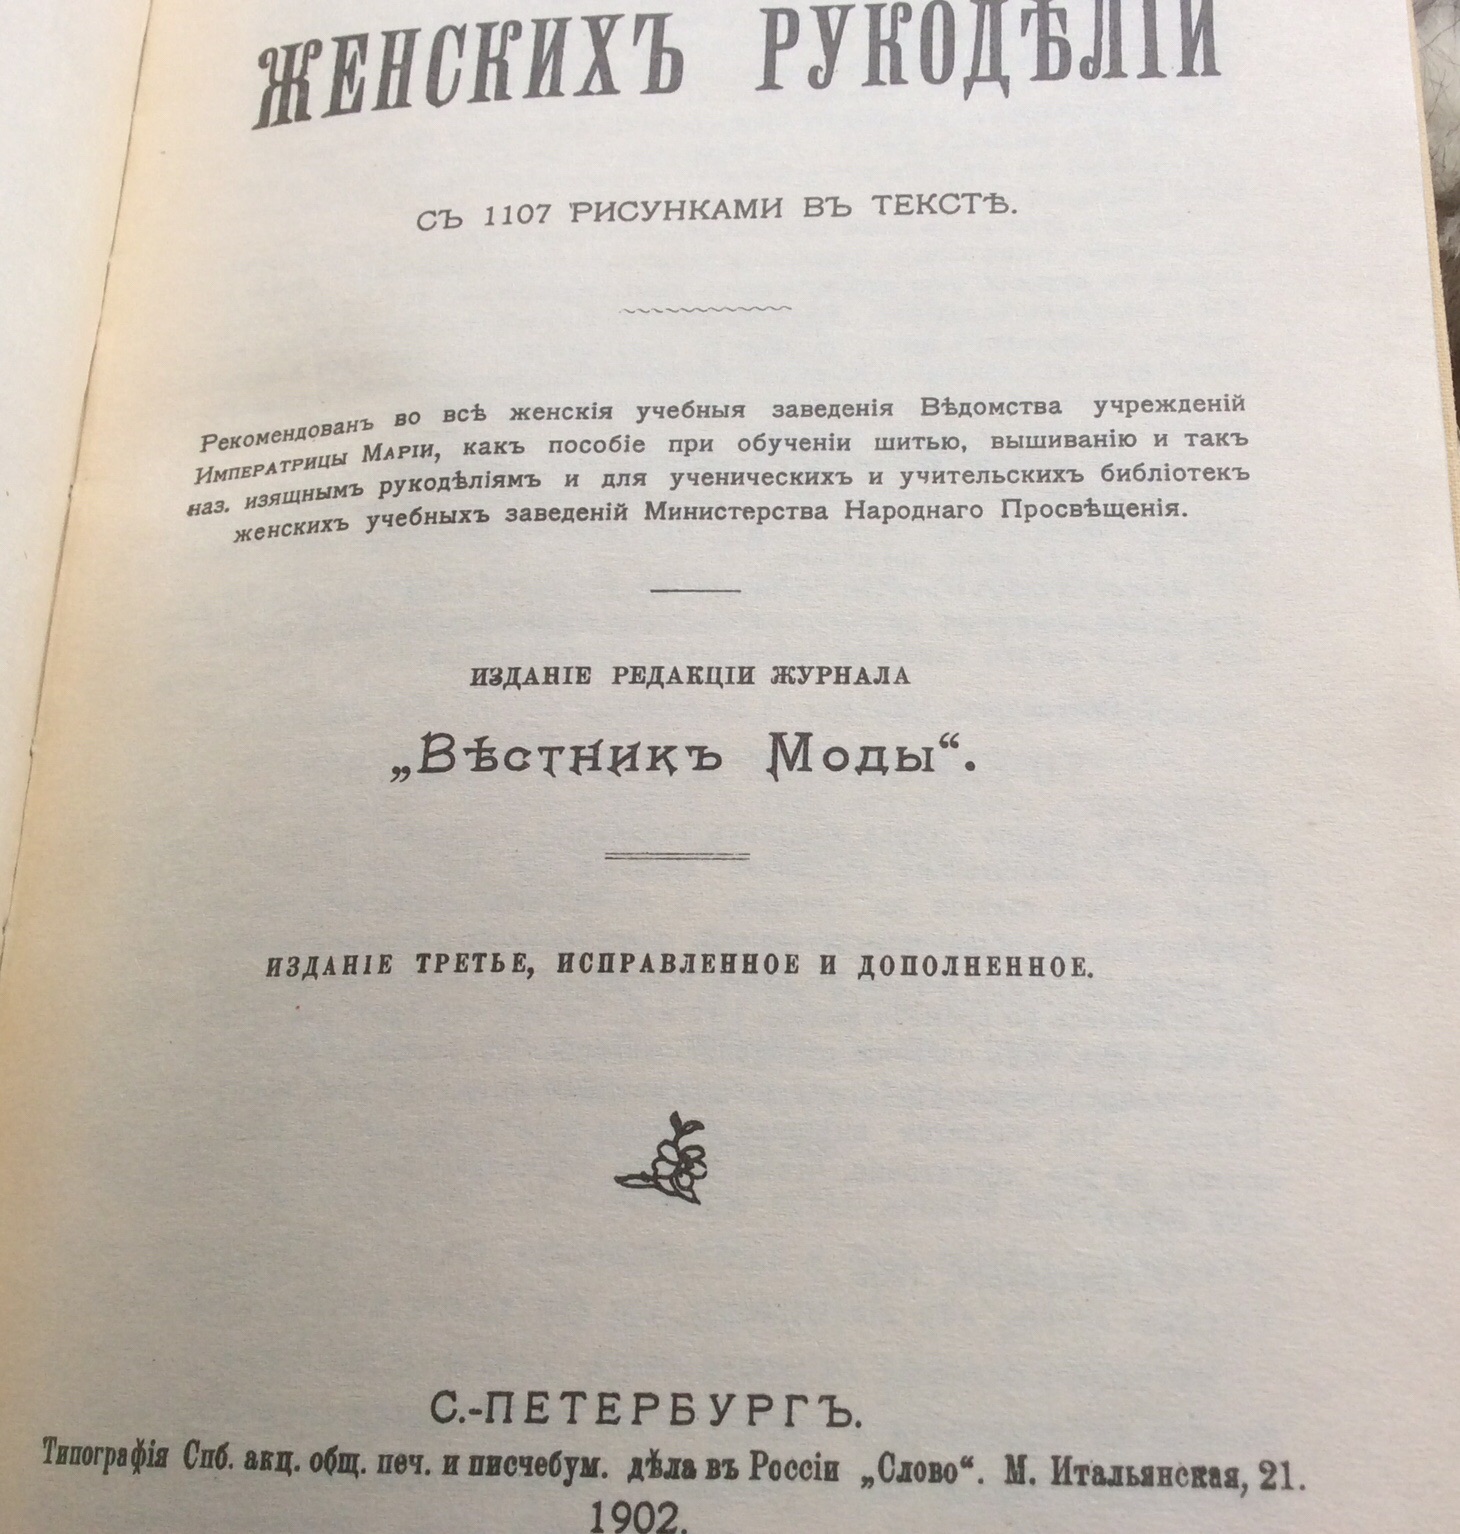 ЖЕНСКИХЪ РУКОДѢЛІЙ
СЪ 1107 РИСУНКАМИ ВЪ ТЕКСТѢ.
Рекомендованъ во всѣ женскія учебныя заведенія Вѣдомства учрежденій
Императрицы Маріи, какъ пособіе при обученіи шитью, вышиванію и такъ
наз. изящнымъ рукодѣліямъ и для ученическихъ и учительскихъ библіотекъ
женскихъ учебныхъ заведеній Министерства Народнаго Просвѣщенія.
ИЗДАНІЕ РЕДАКЦІИ ЖУРНАЛА
„Вѣстникъ Моды“.
ИЗДАНІЕ ТРЕТЬЕ, ИСПРАВЛЕННОЕ И ДОПОЛНЕННОЕ.
С.-ПЕТЕРБУРГЪ.
Типографія Спб. акц. общ. печ. и писчебум. дѣла въ Россіи „Слово“. М. Итальянская, 21.
1902.